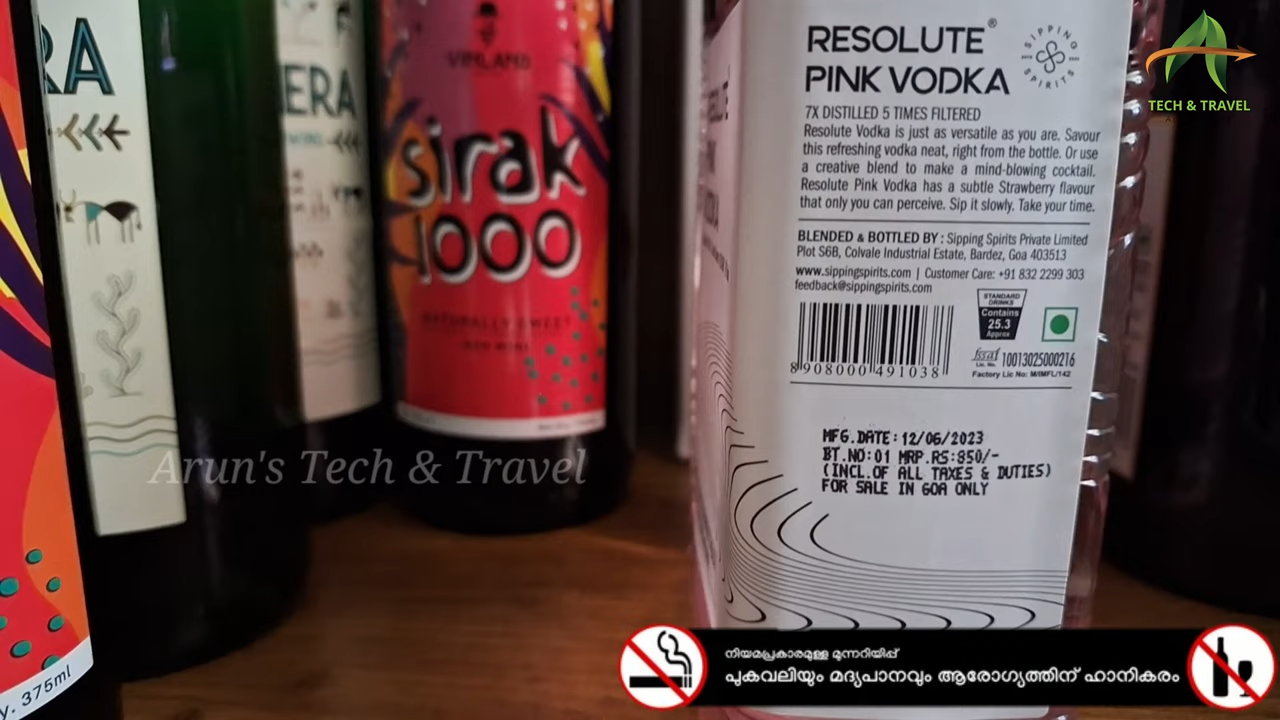 RA
ERA
VINLAND
sirak
1000
NATURALLY SWEET
RED WINE
375ml
RESOLUTE®
PINK VODKA
SIPPING SPIRITS
7X DISTILLED 5 TIMES FILTERED
Resolute Vodka is just as versatile as you are. Savour
this refreshing vodka neat, right from the bottle. Or use
a creative blend to make a mind-blowing cocktail.
Resolute Pink Vodka has a subtle Strawberry flavour
that only you can perceive. Sip it slowly. Take your time.
BLENDED & BOTTLED BY : Sipping Spirits Private Limited
Plot S6B, Colvale Industrial Estate, Bardez, Goa 403513
www.sippingspirits.com | Customer Care: +91 832 2299 303
feedback@sippingspirits.com
STANDARD
DRINKS
Contains
25.3
Approx
8 908000 491038
fssai
Lic. No. 10013025000216
Factory Lic No: M/IMFL/142
MFG.DATE:12/06/2023
BT.NO:01 MRP.RS:850/-
(INCL.OF ALL TAXES & DUTIES)
FOR SALE IN GOA ONLY
TECH & TRAVEL
Arun's Tech & Travel
നിയമപ്രകാരമുള്ള മുന്നറിയിപ്പ്
പുകവലിയും മദ്യപാനവും ആരോഗ്യത്തിന് ഹാനികരം